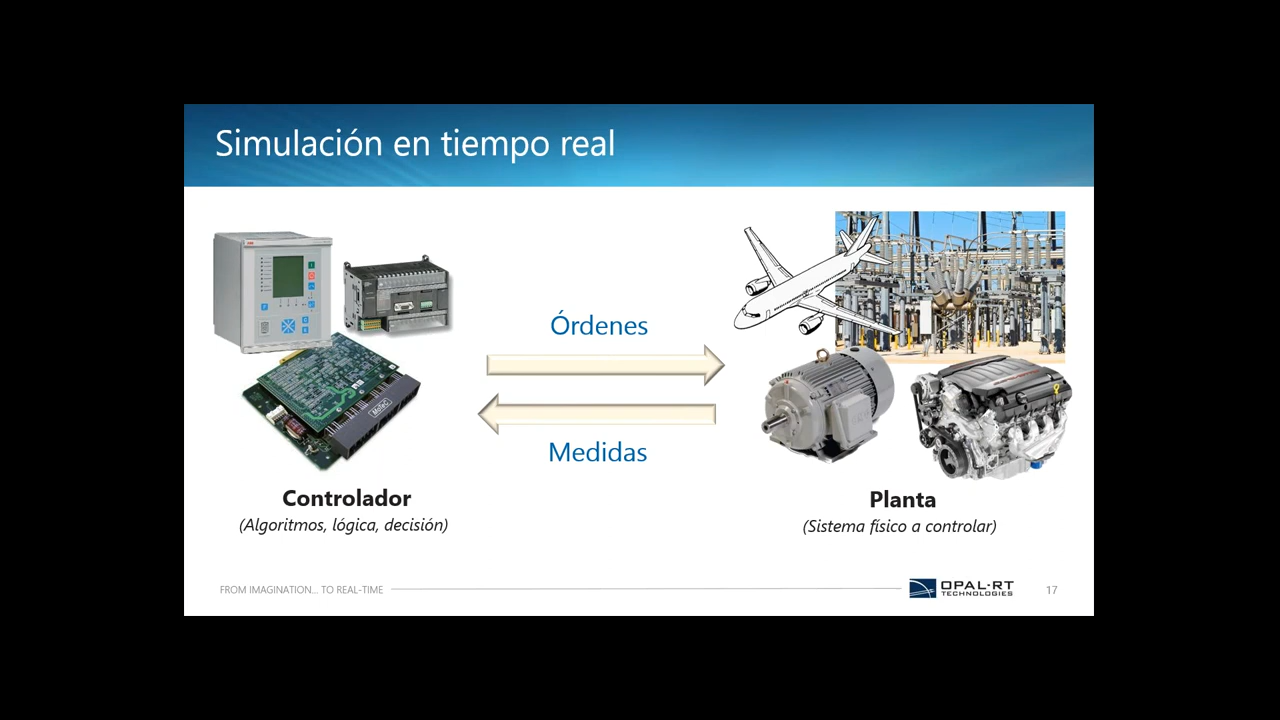 Simulación en tiempo real
Órdenes
Medidas
MoTeC
Controlador
(Algoritmos, lógica, decisión)
Planta
(Sistema físico a controlar)
FROM IMAGINATION... TO REAL-TIME
OPAL-RT
TECHNOLOGIES
17